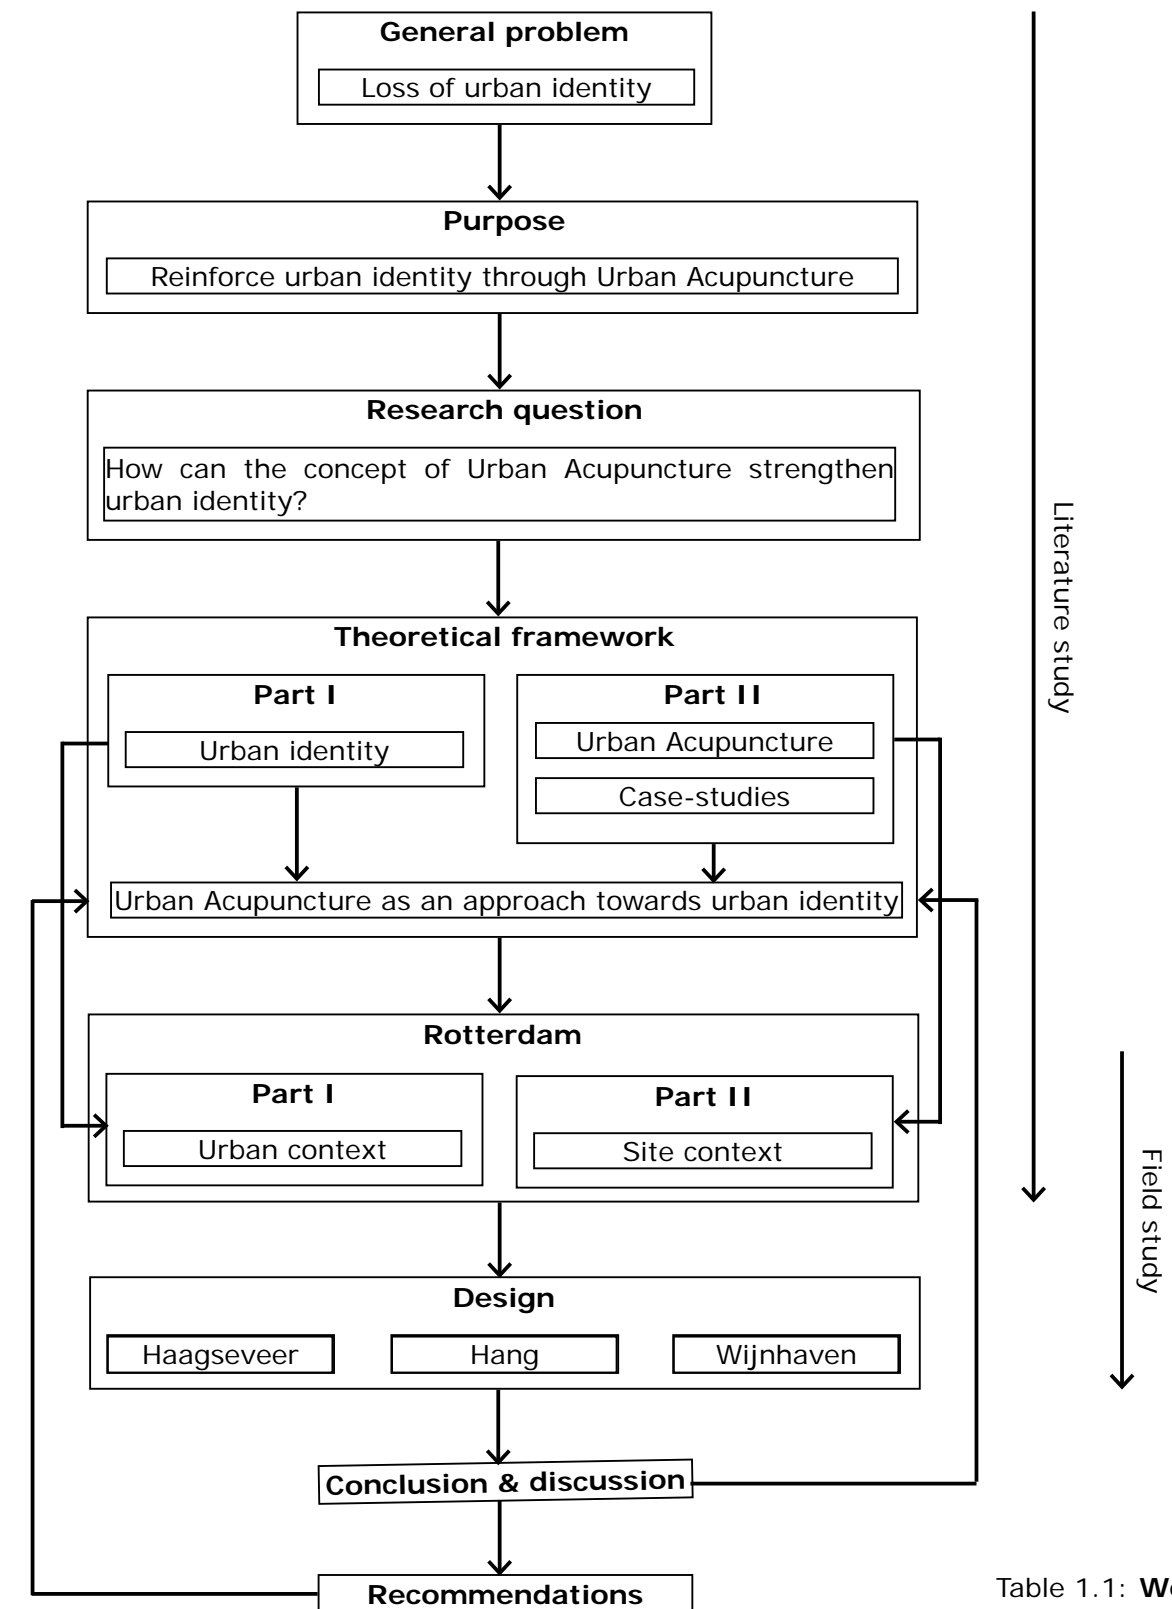 General problem
Loss of urban identity
Purpose
Reinforce urban identity through Urban Acupuncture
Research question
How can the concept of Urban Acupuncture strengthen
urban identity?
Theoretical framework
Part I
Urban identity
Part II
Urban Acupuncture
Case-studies
Urban Acupuncture as an approach towards urban identity
Rotterdam
Part I
Urban context
Part II
Site context
Design
Haagseveer
Hang
Wijnhaven
Conclusion & discussion
Recommendations
Literature study
Field study
Table 1.1: